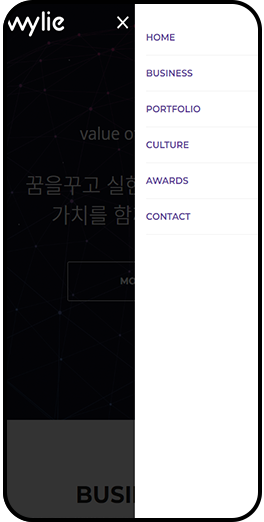 wylie
HOME
BUSINESS
PORTFOLIO
CULTURE
AWARDS
CONTACT
value o
꿈을꾸고 실현
가치를 함
MO
BUSI